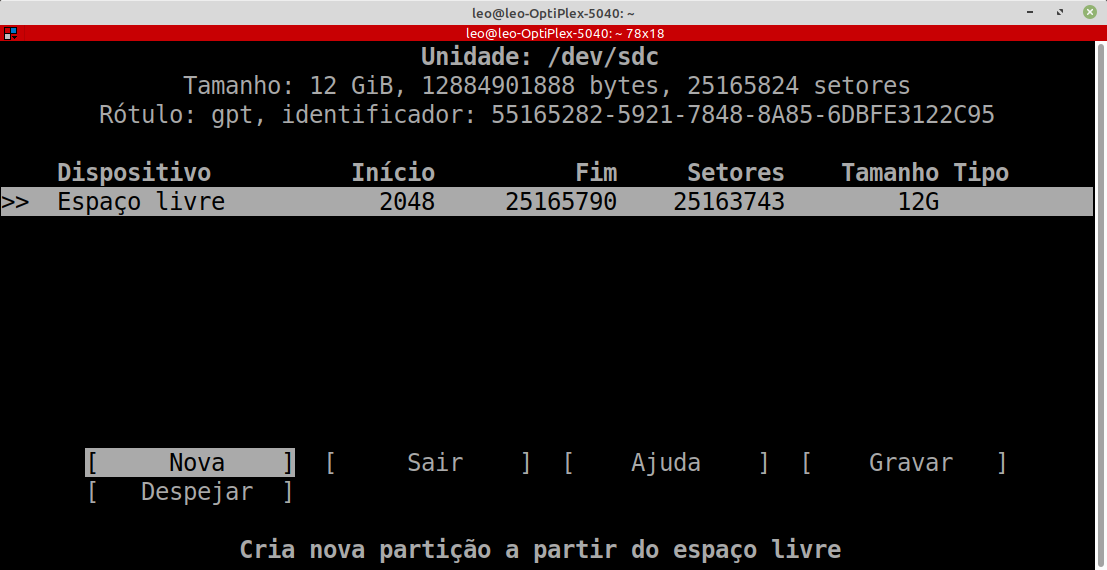 leo@leo-OptiPlex-5040: ~
leo@leo-OptiPlex-5040: ~ 78x18
Unidade: /dev/sdc
Tamanho: 12 GiB, 12884901888 bytes, 25165824 setores
Rótulo: gpt, identificador: 55165282-5921-7848-8A85-6DBFE3122C95
Dispositivo Início Fim Setores Tamanho Tipo
>> Espaço livre 2048 25165790 25163743 12G
[ Nova ] [ Sair ] [ Ajuda ] [ Gravar ]
[ Despejar ]
Cria nova partição a partir do espaço livre